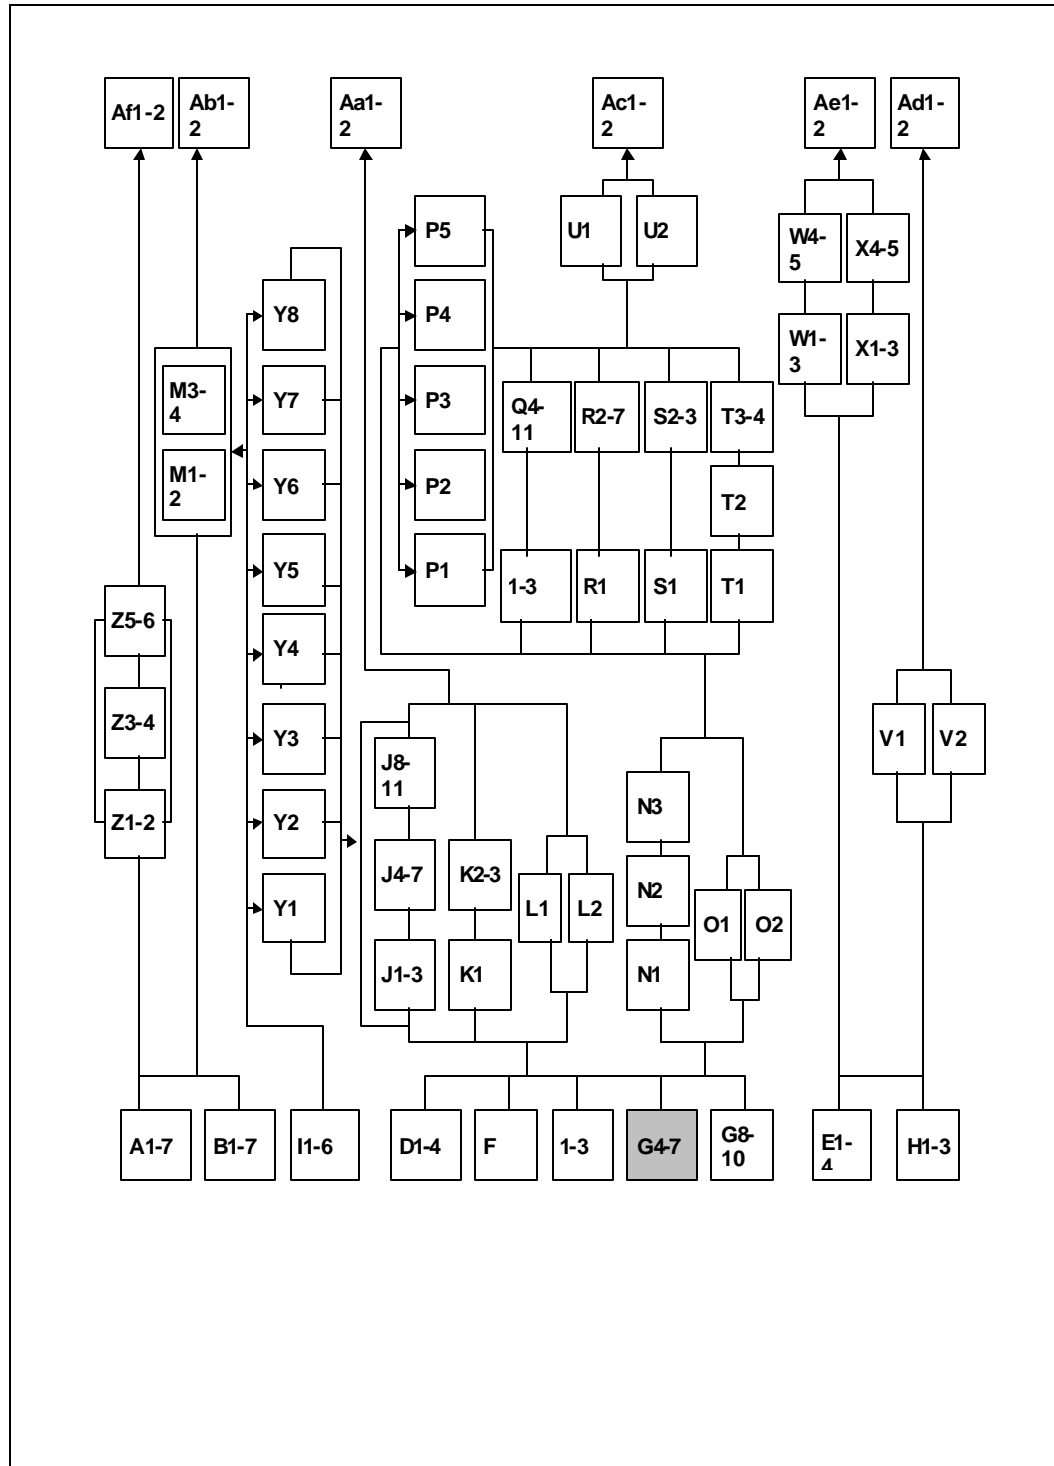 Af1-2
Ab1-
2
Aa1-
2
Ac1-
2
Ae1-
2
Ad1-
2
P5
U1
U2
W4-
5
X4-5
Y8
P4
W1-
3
X1-3
M3-
4
Y7
P3
Q4-
11
R2-7
S2-3
T3-4
M1-
2
Y6
P2
T2
Y5
P1
1-3
R1
S1
T1
Z5-6
Y4
Z3-4
Y3
J8-
11
V1
V2
Z1-2
Y2
N3
J4-7
K2-3
N2
Y1
L1
L2
O1
O2
J1-3
K1
N1
A1-7
B1-7
I1-6
D1-4
F
1-3
G4-7
G8-
10
E1-
4
H1-3